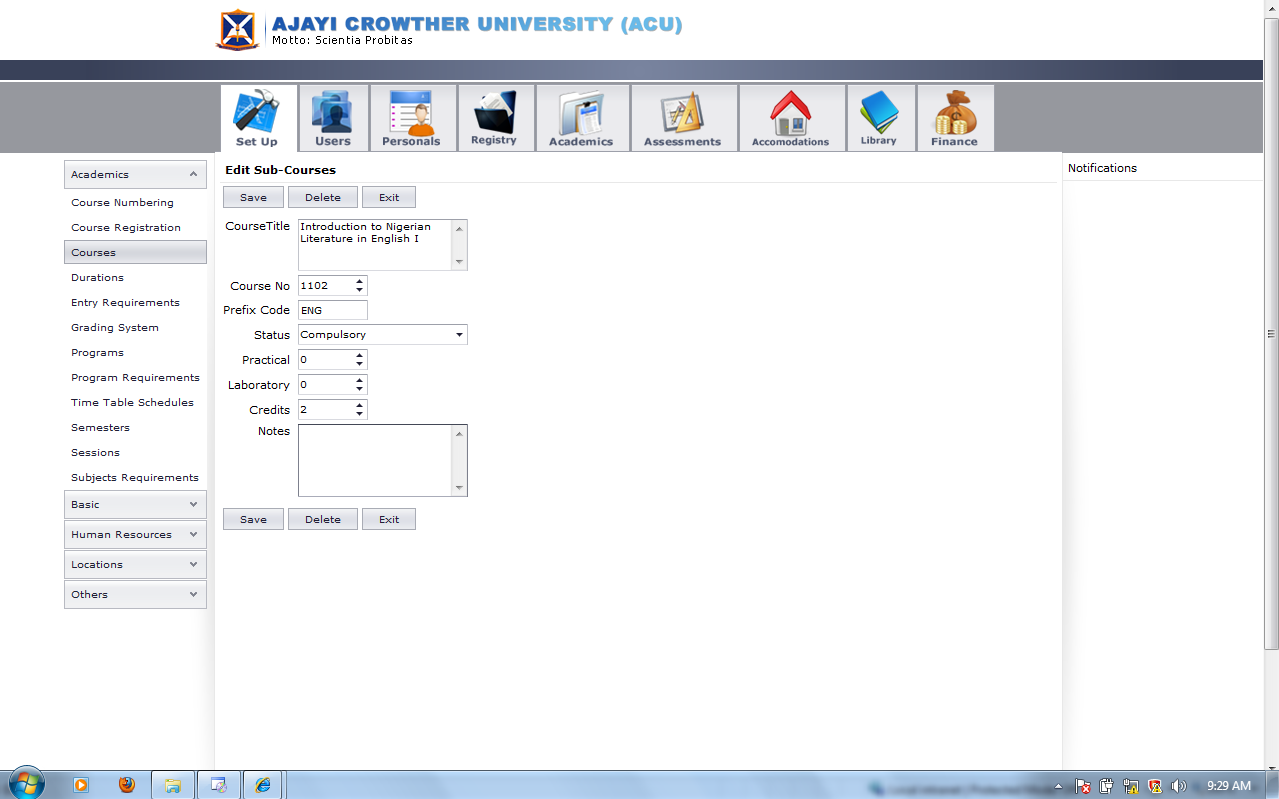 AJAYI CROWTHER UNIVERSITY (ACU)
Motto: Scientia Probitas
Set Up
Users
Personals
Registry
Academics
Assessments
Accomodations
Library
Finance
Academics
Course Numbering
Course Registration
Courses
Durations
Entry Requirements
Grading System
Programs
Program Requirements
Time Table Schedules
Semesters
Sessions
Subjects Requirements
Basic
Human Resources
Locations
Others
Edit Sub-Courses
Save Delete Exit
CourseTitle
Introduction to Nigerian
Literature in English I
Course No 1102
Prefix Code ENG
Status Compulsory
Practical 0
Laboratory 0
Credits 2
Notes
Save Delete Exit
Notifications
Local intranet | Protected Mode:
9:29 AM